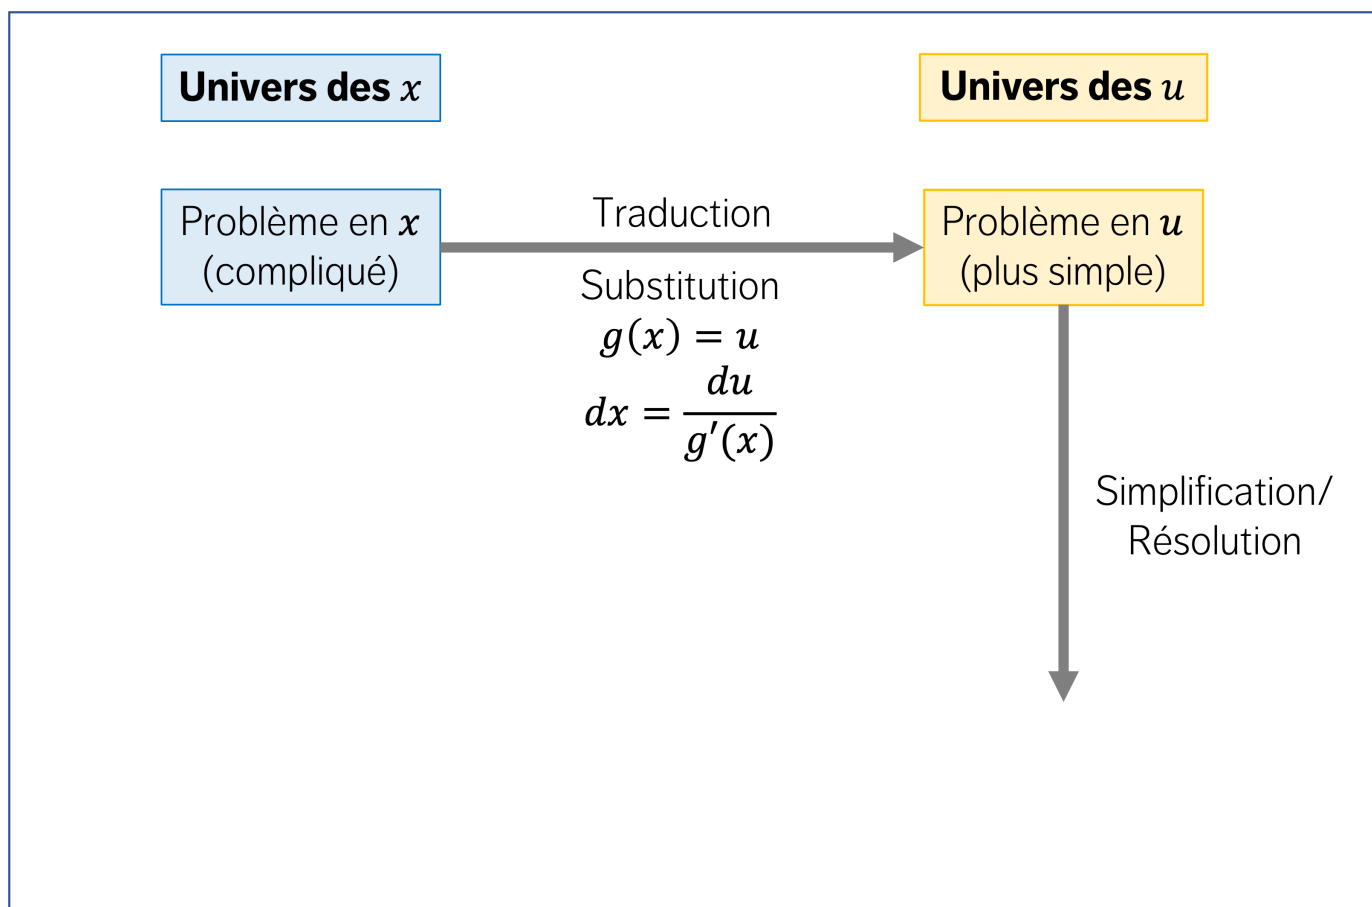 Univers des x
Univers des u
Problème en x
(compliqué)
Traduction
Substitution
g(x) = u
dx = du / g′(x)
Problème en u
(plus simple)
Simplification/
Résolution